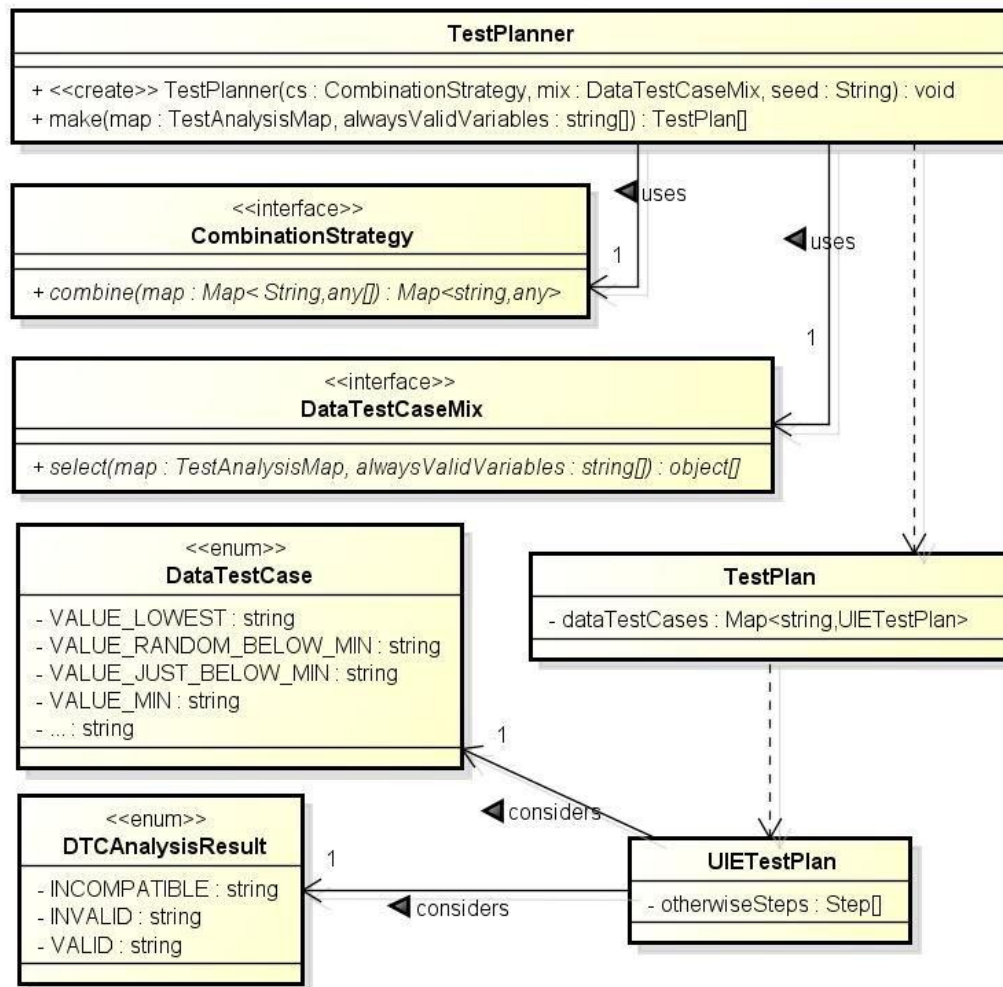 TestPlanner
+ <<create>> TestPlanner(cs : CombinationStrategy, mix : DataTestCaseMix, seed : String) : void
+ make(map : TestAnalysisMap, alwaysValidVariables : string[]) : TestPlan[]
<<interface>>
CombinationStrategy
+ combine(map : Map< String,any[]) : Map<string,any>
uses
1
uses
1
<<interface>>
DataTestCaseMix
+ select(map : TestAnalysisMap, alwaysValidVariables : string[]) : object[]
<<enum>>
DataTestCase
- VALUE_LOWEST : string
- VALUE_RANDOM_BELOW_MIN : string
- VALUE_JUST_BELOW_MIN : string
- VALUE_MIN : string
- ... : string
TestPlan
- dataTestCases : Map<string,UIETestPlan>
1
considers
<<enum>>
DTCAnalysisResult
- INCOMPATIBLE : string
- INVALID : string
- VALID : string
1
considers
UIETestPlan
- otherwiseSteps : Step[]